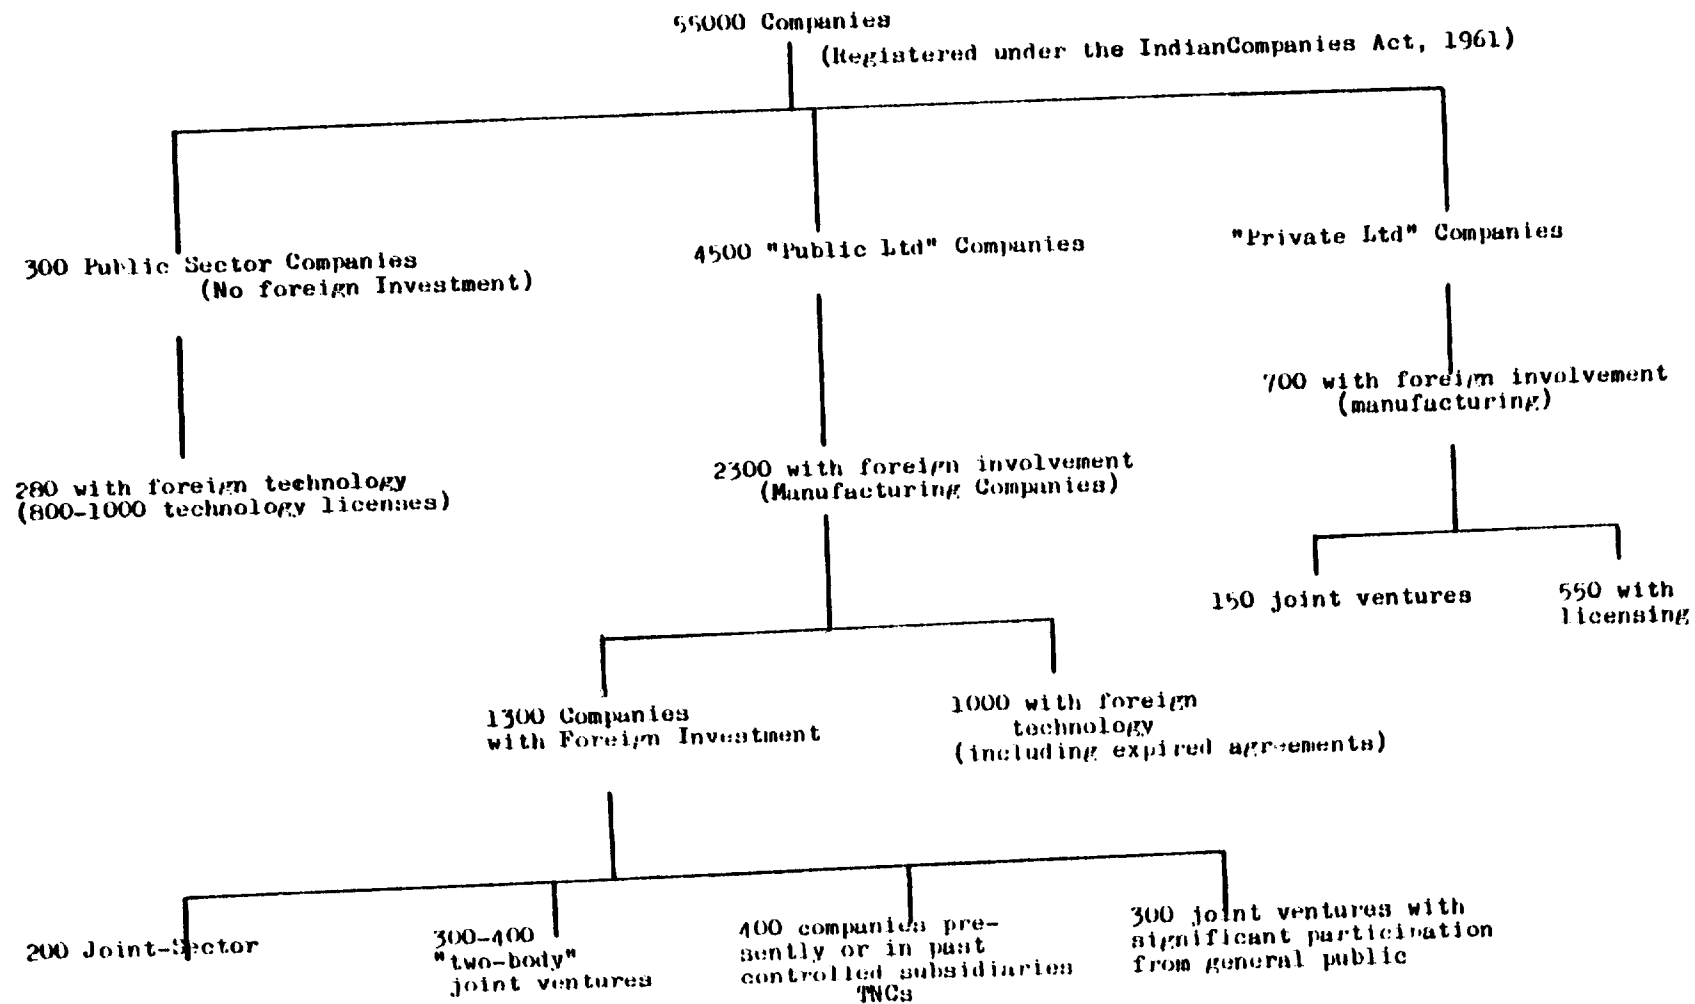 55000 Companies
(Registered under the IndianCompanies Act, 1961)
300 Public Sector Companies
(No foreign Investment)
4500 "Public Ltd" Companies
"Private Ltd" Companies
700 with foreign involvement
(manufacturing)
280 with foreign technology
(800-1000 technology licenses)
2300 with foreign involvement
(Manufacturing Companies)
150 joint ventures
550 with
licensing
1300 Companies
with Foreign Investment
1000 with foreign
technology
(including expired agreements)
200 Joint-Sector
300-400
"two-body"
joint ventures
400 companies pre-
sently or in past
controlled subsidiaries
TNCs
300 joint ventures with
significant participation
from general public